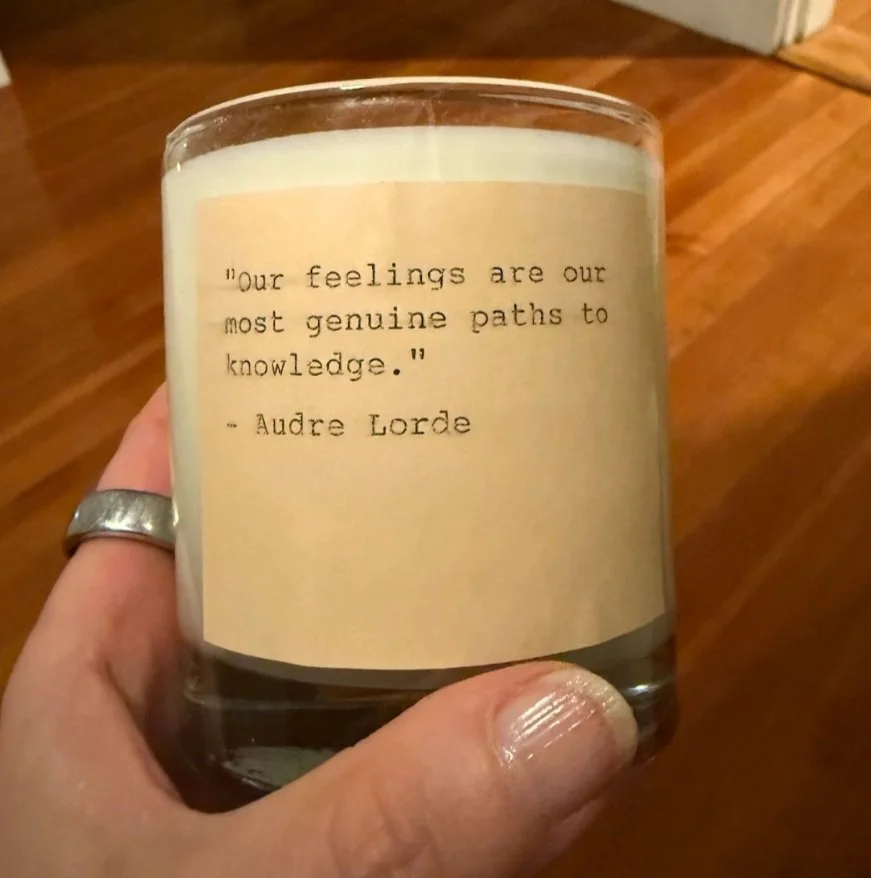 "Our feelings are our
most genuine paths to
knowledge."
- Audre Lorde